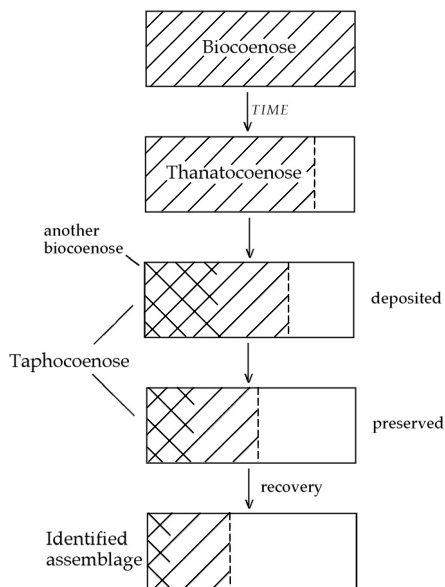 Biocoenose
TIME
Thanatocoenose
another
biocoenose
deposited
Taphocoenose
preserved
recovery
Identified
assemblage